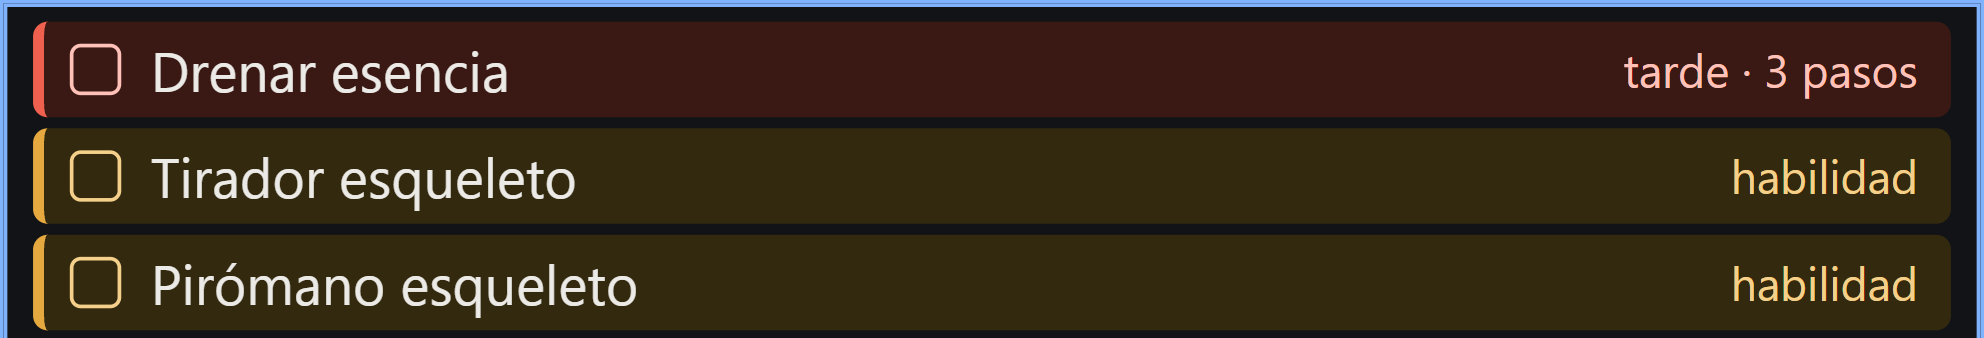 Drenar esencia tarde · 3 pasos
Tirador esqueleto habilidad
Pirómano esqueleto habilidad